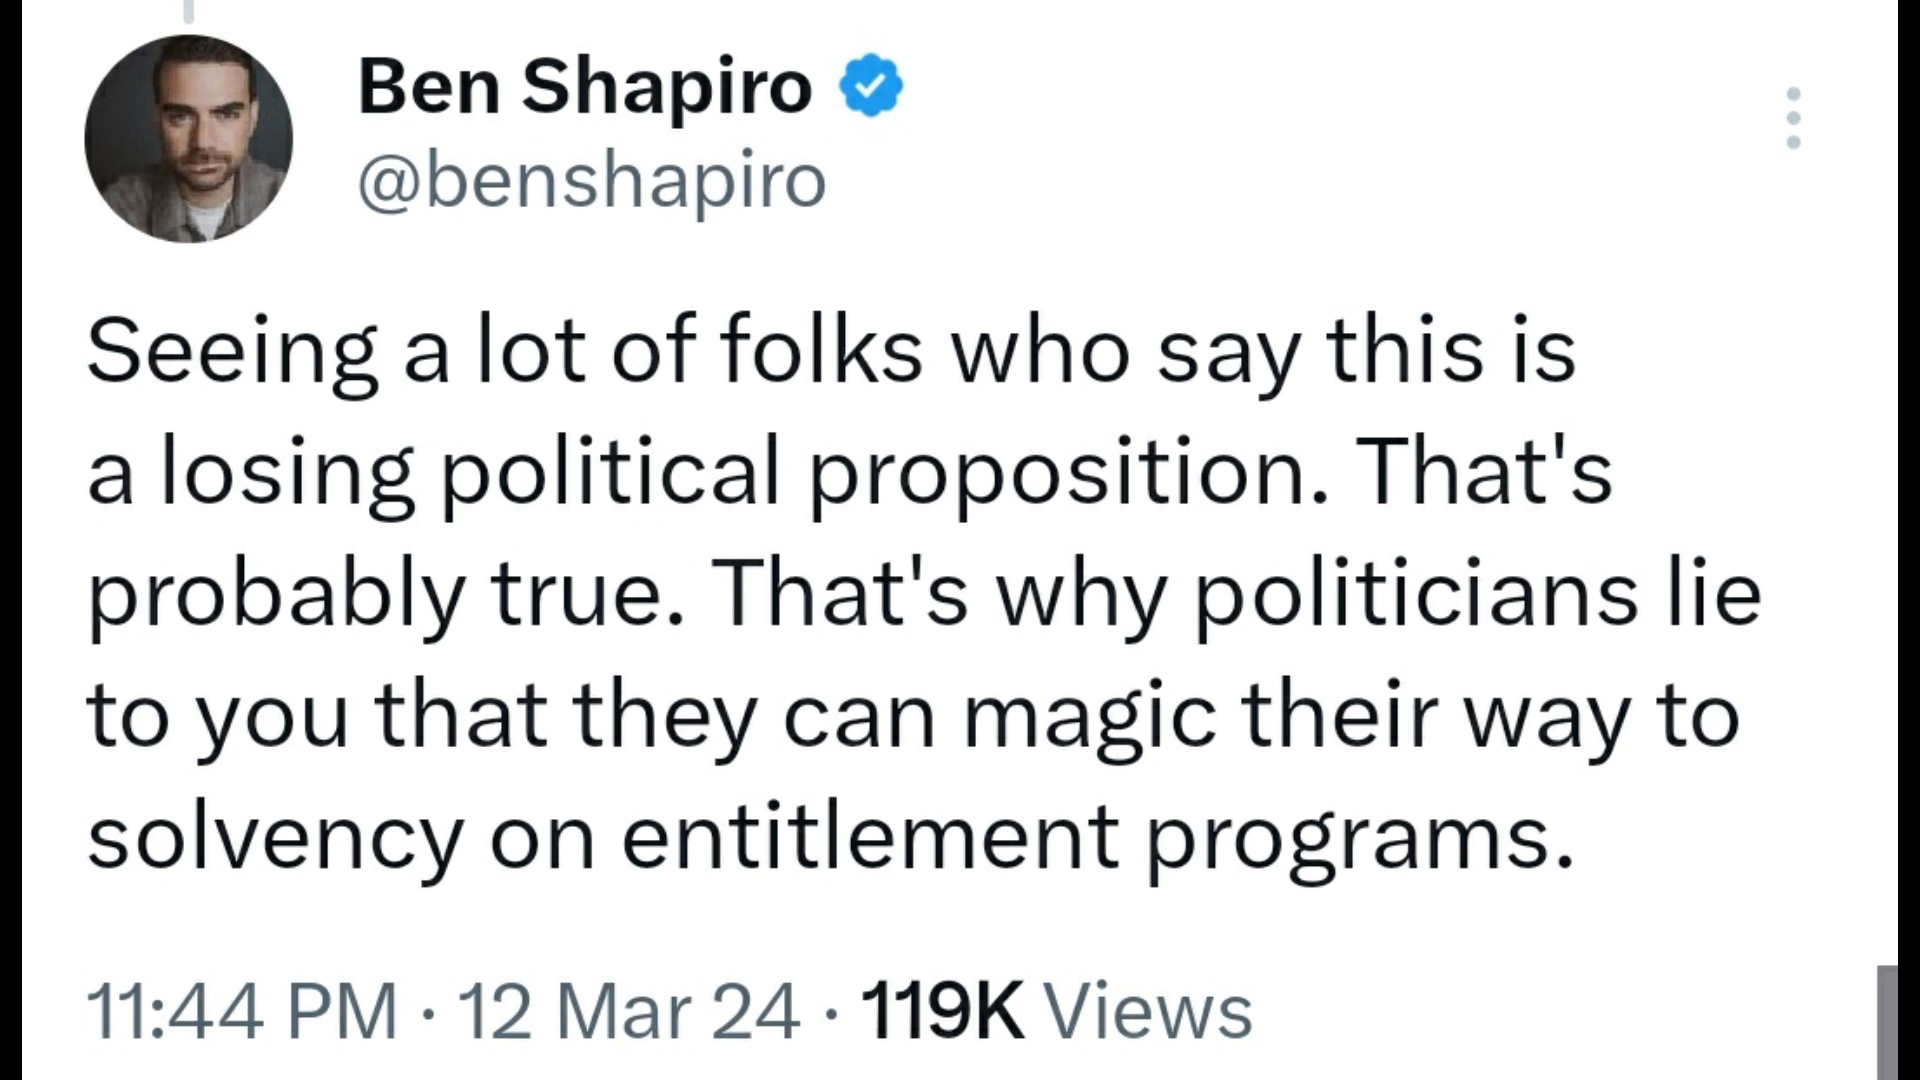 Ben Shapiro
@benshapiro
Seeing a lot of folks who say this is
a losing political proposition. That's
probably true. That's why politicians lie
to you that they can magic their way to
solvency on entitlement programs.
11:44 PM · 12 Mar 24 · 119K Views